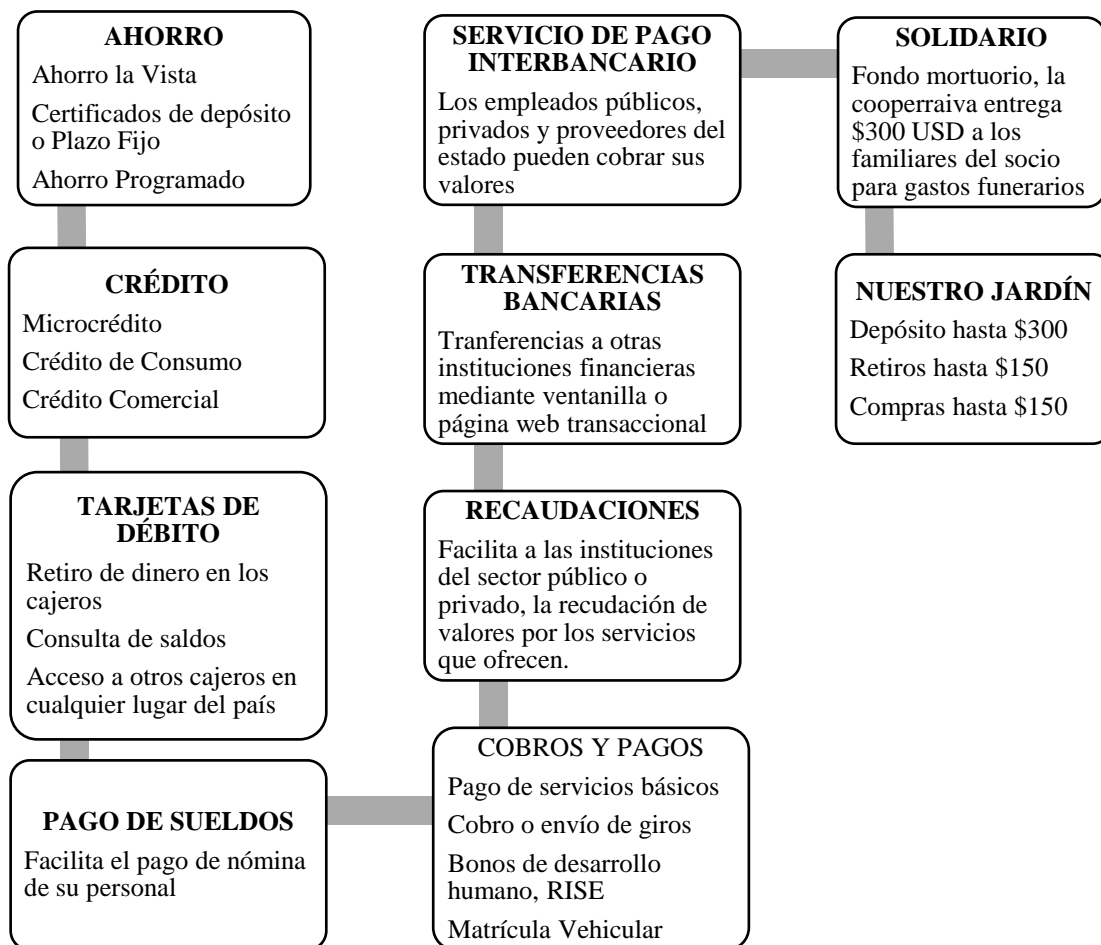 AHORRO
Ahorro la Vista
Certificados de depósito
o Plazo Fijo
Ahorro Programado
CRÉDITO
Microcrédito
Crédito de Consumo
Crédito Comercial
TARJETAS DE
DÉBITO
Retiro de dinero en los
cajeros
Consulta de saldos
Acceso a otros cajeros en
cualquier lugar del país
PAGO DE SUELDOS
Facilita el pago de nómina
de su personal
COBROS Y PAGOS
Pago de servicios básicos
Cobro o envío de giros
Bonos de desarrollo
humano, RISE
Matrícula Vehicular
RECAUDACIONES
Facilita a las instituciones
del sector público o
privado, la recudación de
valores por los servicios
que ofrecen.
TRANSFERENCIAS
BANCARIAS
Tranferencias a otras
instituciones financieras
mediante ventanilla o
página web transaccional
SERVICIO DE PAGO
INTERBANCARIO
Los empleados públicos,
privados y proveedores del
estado pueden cobrar sus
valores
SOLIDARIO
Fondo mortuorio, la
cooperraiva entrega
$300 USD a los
familiares del socio
para gastos funerarios
NUESTRO JARDÍN
Depósito hasta $300
Retiros hasta $150
Compras hasta $150